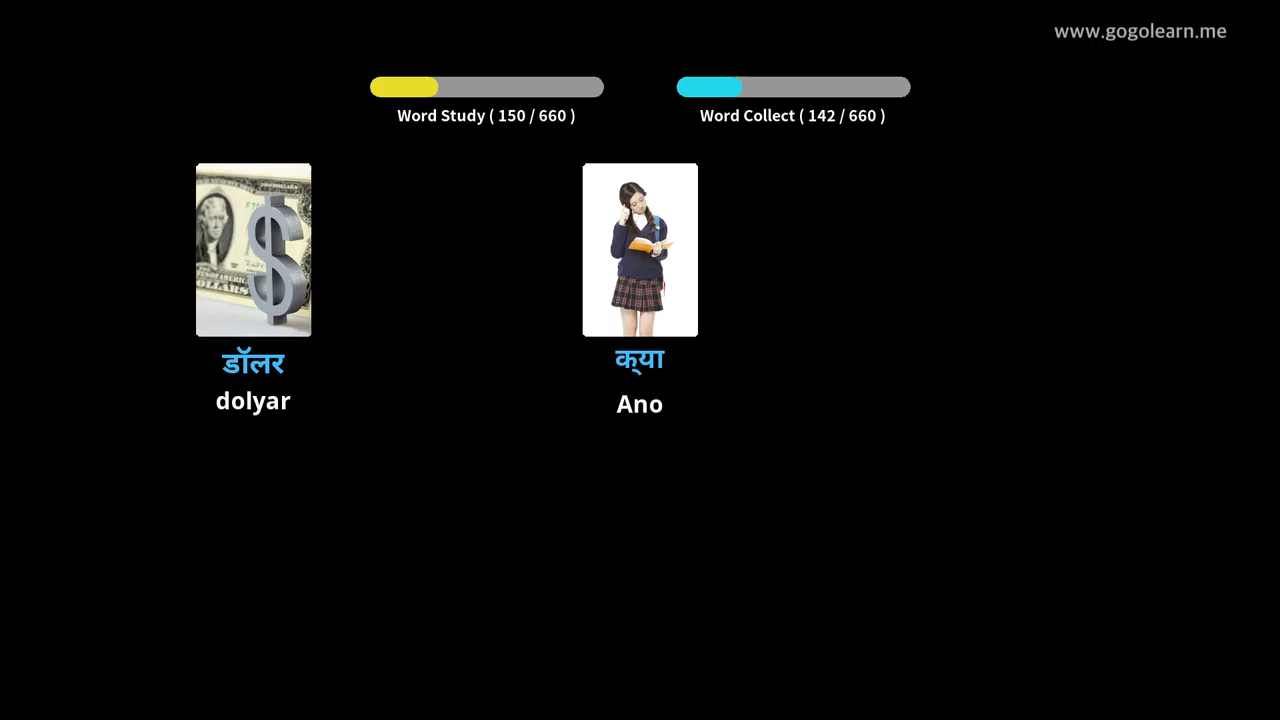 www.gogolearn.me
Word Study ( 150 / 660 )
Word Collect ( 142 / 660 )
डॉलर
dolyar
क्या
Ano